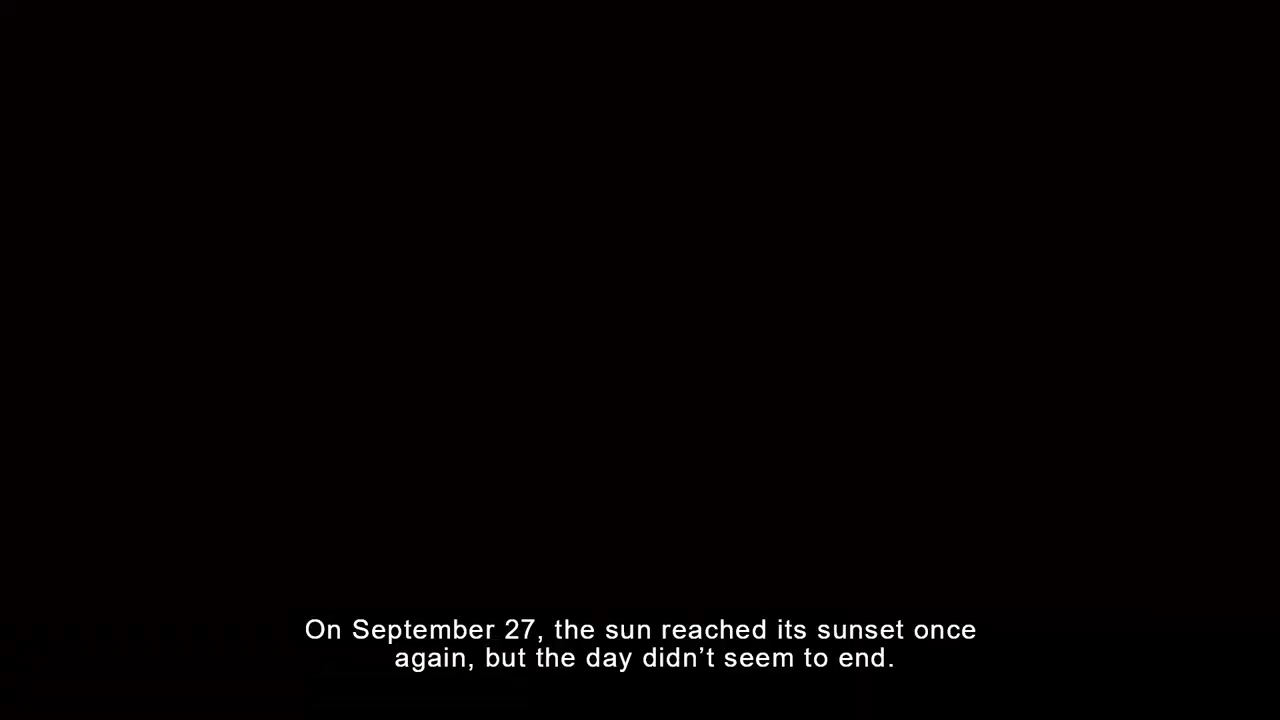 On September 27, the sun reached its sunset once
again, but the day didn’t seem to end.